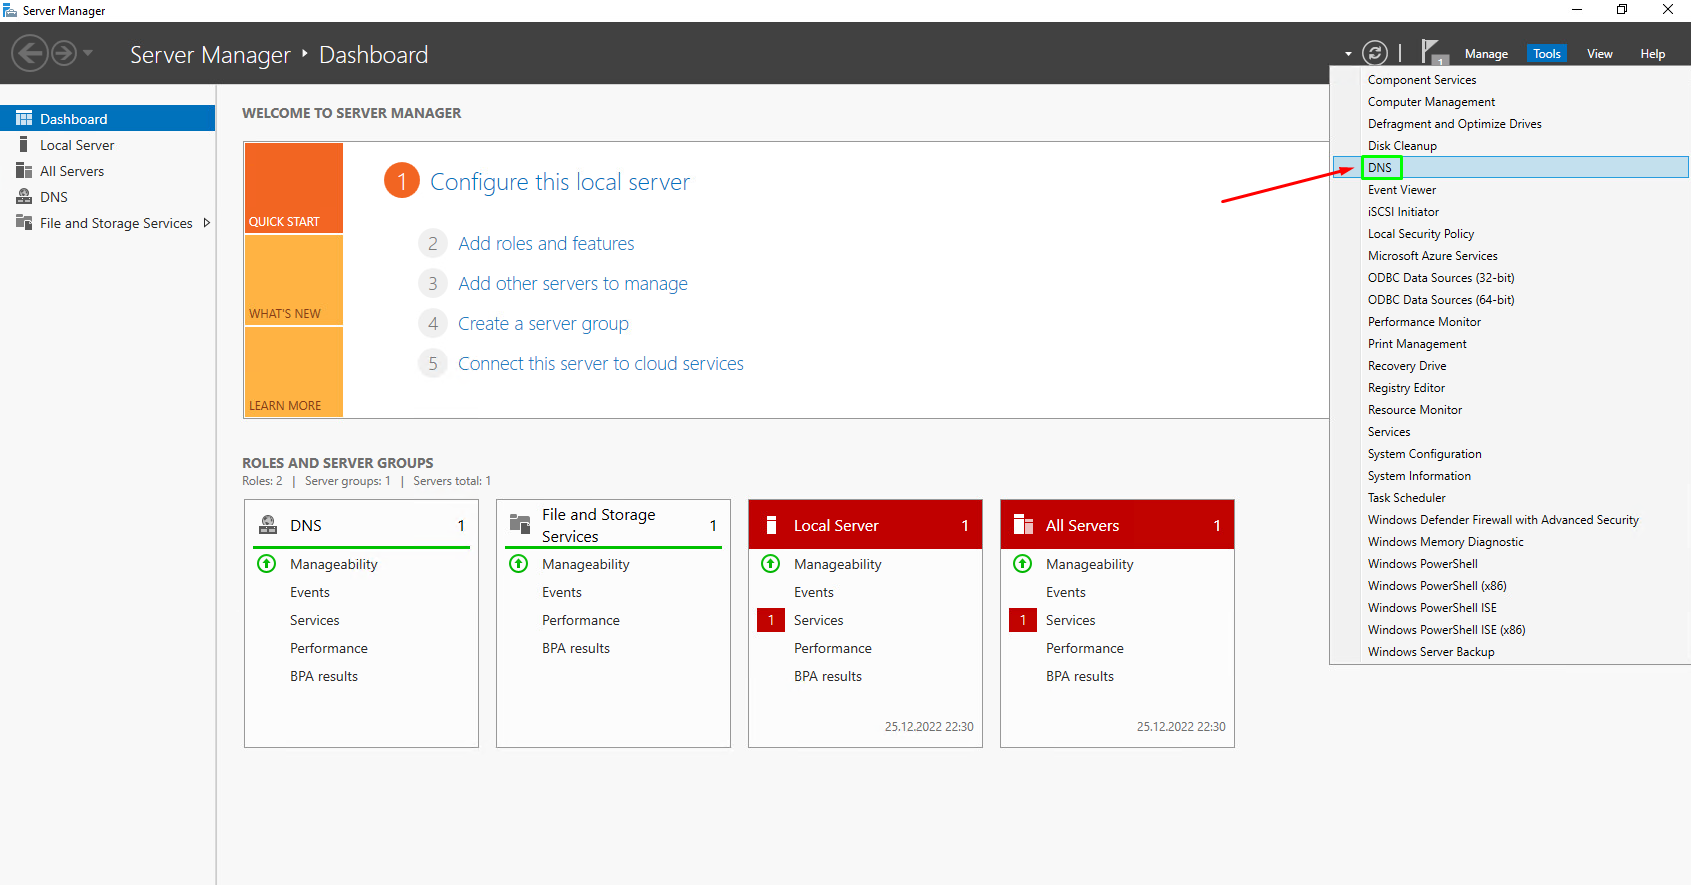 Server Manager
Server Manager ‣ Dashboard
1
Manage
Tools
View
Help
Dashboard
Local Server
All Servers
DNS
File and Storage Services
WELCOME TO SERVER MANAGER
QUICK START
WHAT'S NEW
LEARN MORE
1 Configure this local server
2 Add roles and features
3 Add other servers to manage
4 Create a server group
5 Connect this server to cloud services
ROLES AND SERVER GROUPS
Roles: 2 | Server groups: 1 | Servers total: 1
DNS 1
Manageability
Events
Services
Performance
BPA results
File and Storage
Services
1
Manageability
Events
Performance
BPA results
Local Server 1
Manageability
Events
1 Services
Performance
BPA results
25.12.2022 22:30
All Servers 1
Manageability
Events
1 Services
Performance
BPA results
25.12.2022 22:30
Component Services
Computer Management
Defragment and Optimize Drives
Disk Cleanup
DNS
Event Viewer
iSCSI Initiator
Local Security Policy
Microsoft Azure Services
ODBC Data Sources (32-bit)
ODBC Data Sources (64-bit)
Performance Monitor
Print Management
Recovery Drive
Registry Editor
Resource Monitor
Services
System Configuration
System Information
Task Scheduler
Windows Defender Firewall with Advanced Security
Windows Memory Diagnostic
Windows PowerShell
Windows PowerShell (x86)
Windows PowerShell ISE
Windows PowerShell ISE (x86)
Windows Server Backup